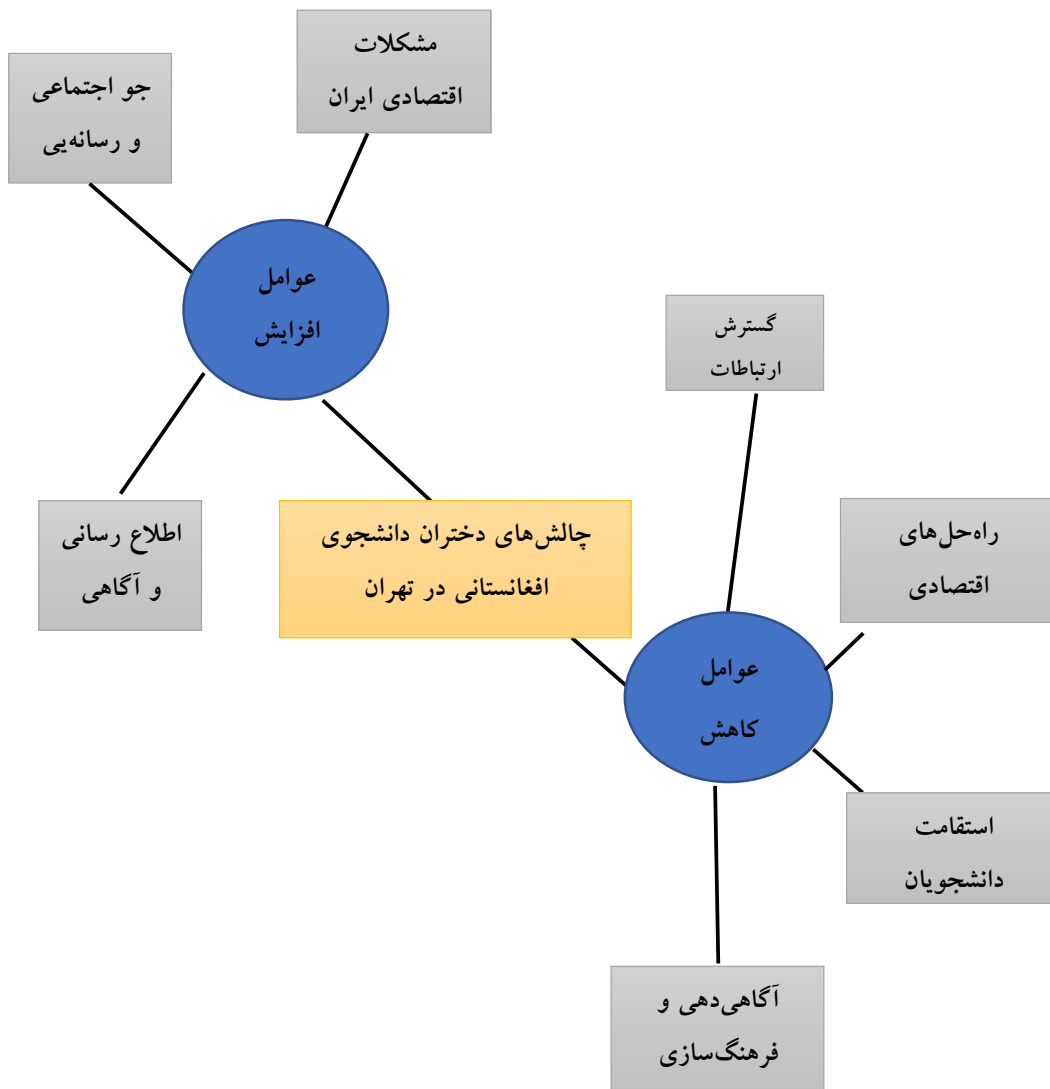 مشکلات
اقتصادی ایران
جو اجتماعی
و رسانه‌یی
عوامل
افزایش
گسترش
ارتباطات
اطلاع رسانی
و آگاهی
چالش‌های دختران دانشجوی
افغانستانی در تهران
راه‌حل‌های
اقتصادی
عوامل
کاهش
استقامت
دانشجویان
آگاهی‌دهی و
فرهنگ‌سازی